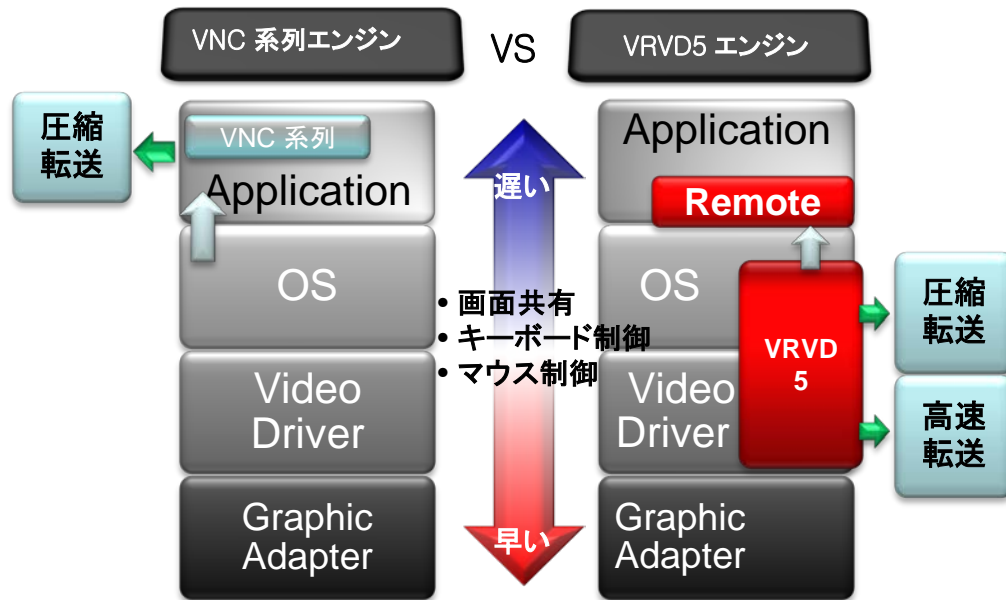 VNC 系列エンジン
VS
VRVD5 エンジン
圧縮
転送
VNC 系列
Application
OS
Video
Driver
Graphic
Adapter
遅い
• 画面共有
• キーボード制御
• マウス制御
早い
Application
Remote
OS
VRVD
5
Video
Driver
Graphic
Adapter
圧縮
転送
高速
転送